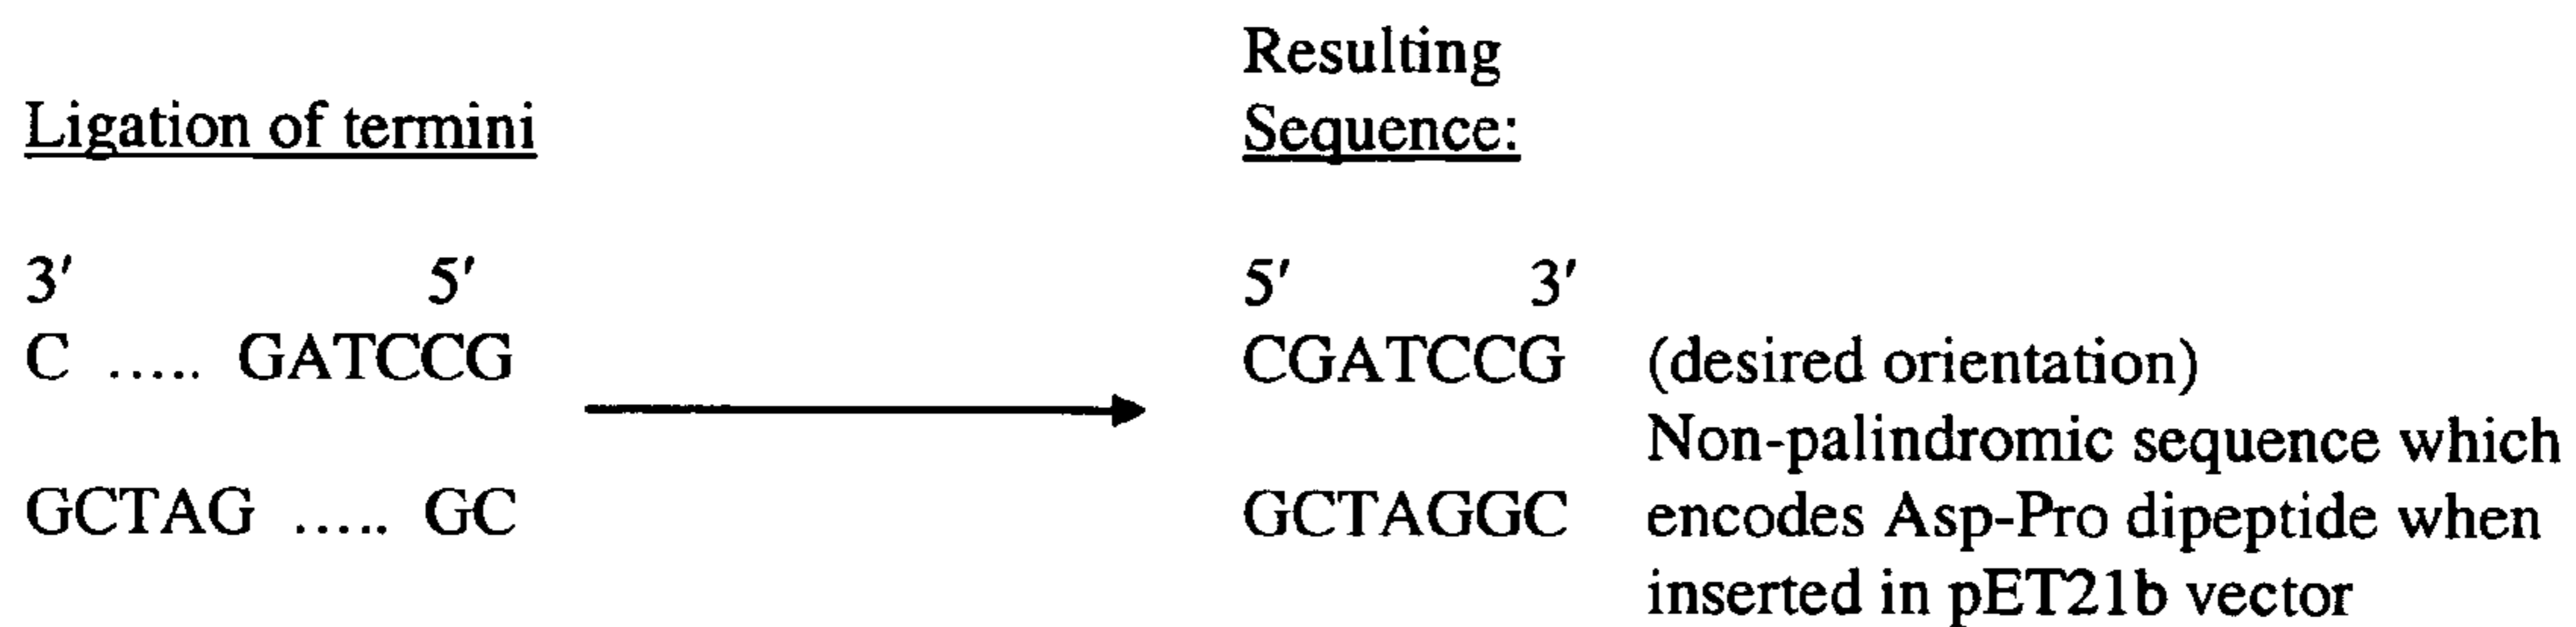 Resulting
Ligation of termini Sequence:
3′ 5′ 5′ 3′
C ..... GATCCG CGATCCG (desired orientation)
Non-palindromic sequence which
GCTAG ..... GC GCTAGGC encodes Asp-Pro dipeptide when
inserted in pET21b vector